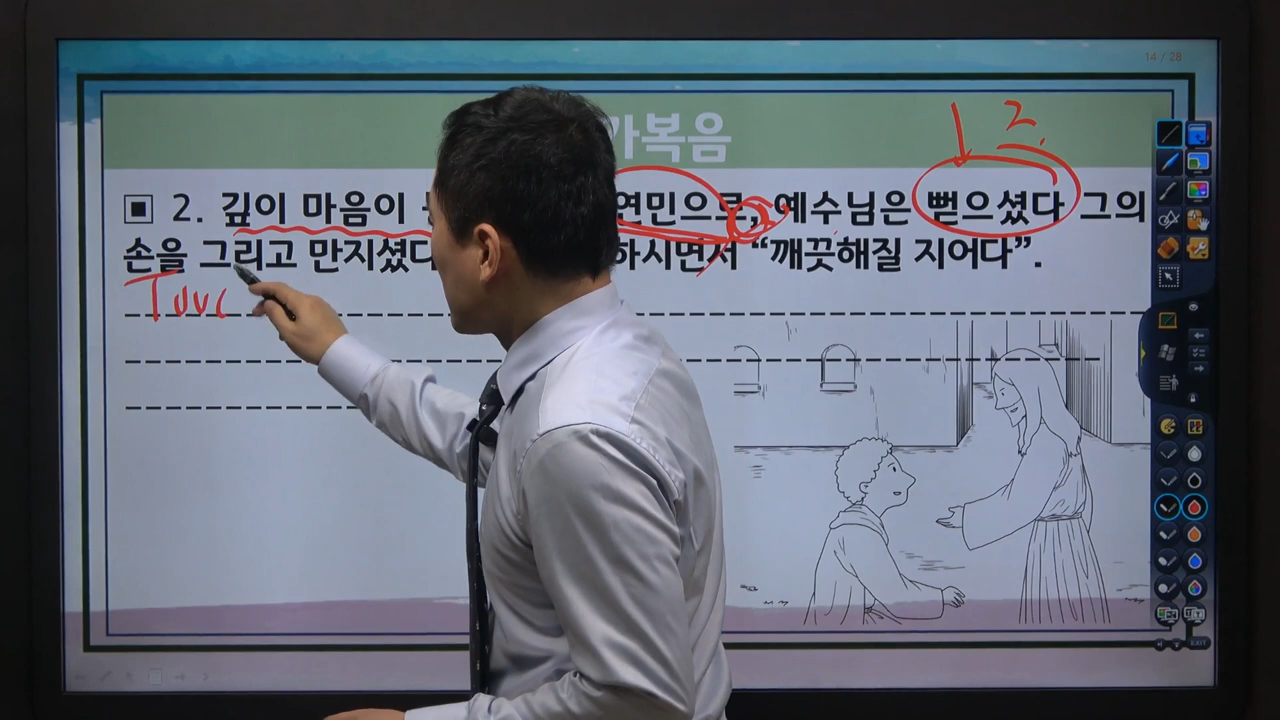 14 / 28
가복음
2.
▣ 2. 깊이 마음이 연민으로, 예수님은 뻗으셨다 그의
손을 그리고 만지셨다 하시면서 “깨끗해질 지어다”.
EXIT